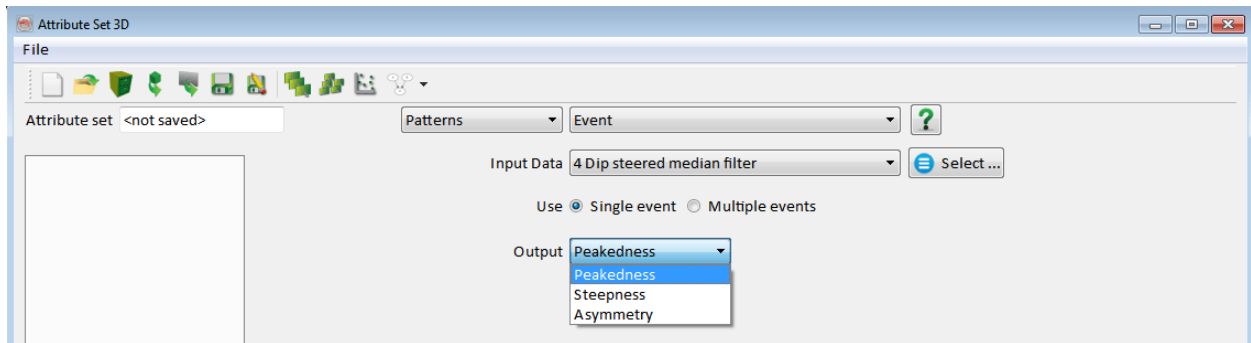 Attribute Set 3D
File
Attribute set <not saved> Patterns Event ?
Input Data 4 Dip steered median filter Select ...
Use Single event Multiple events
Output Peakedness
Peakedness
Steepness
Asymmetry